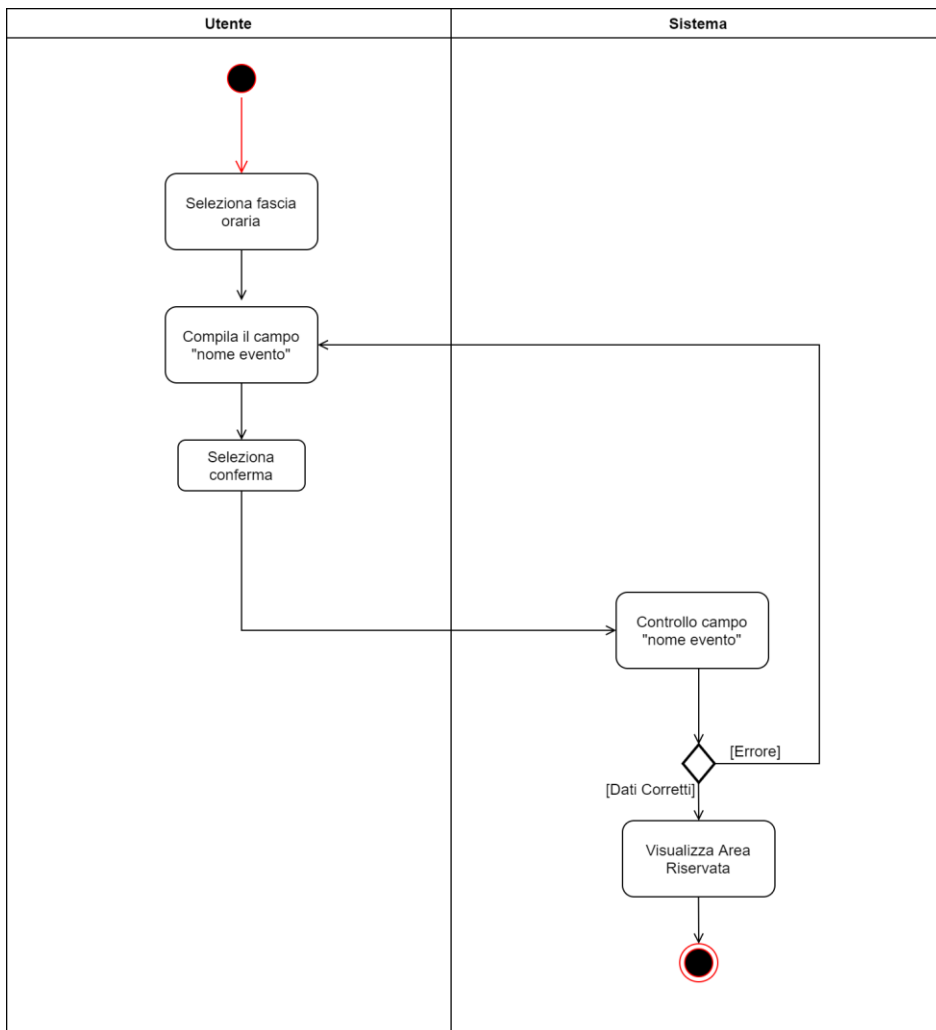 Utente
Sistema
Seleziona fascia
oraria
Compila il campo
"nome evento"
Seleziona
conferma
Controllo campo
"nome evento"
[Errore]
[Dati Corretti]
Visualizza Area
Riservata